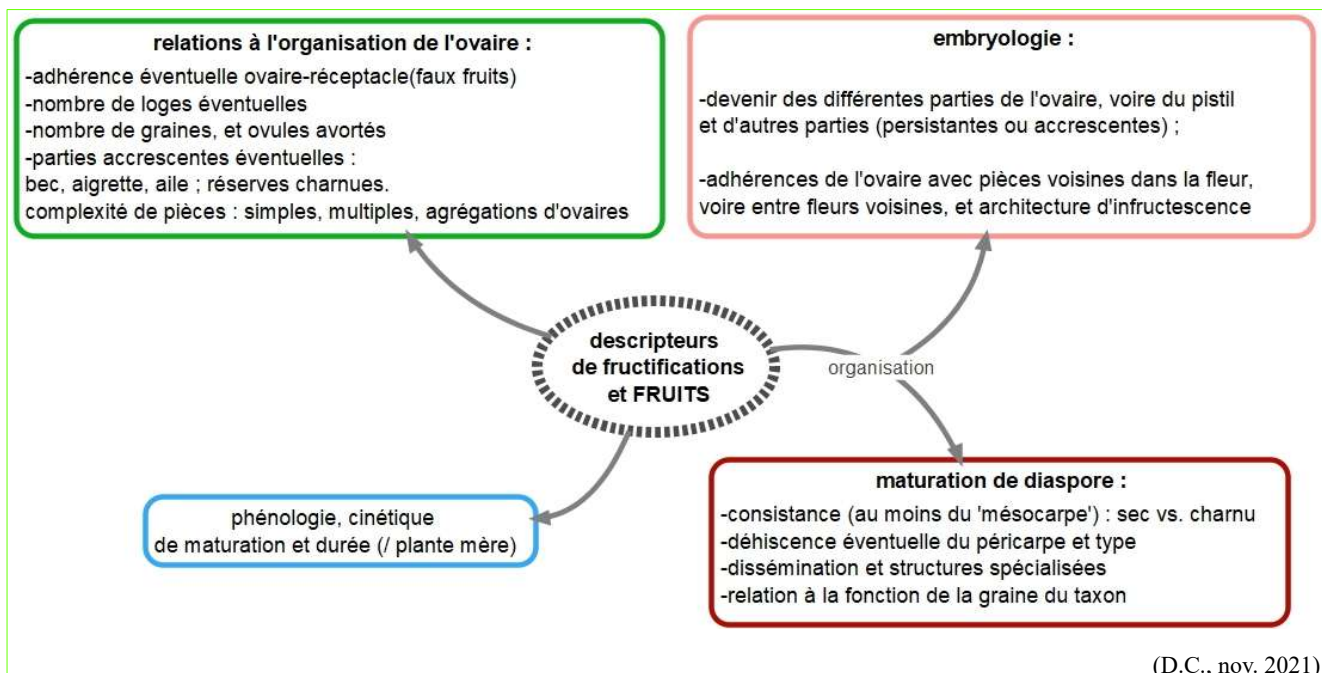 relations à l'organisation de l'ovaire :
-adhérence éventuelle ovaire-réceptacle(faux fruits)
-nombre de loges éventuelles
-nombre de graines, et ovules avortés
-parties accrescentes éventuelles :
bec, aigrette, aile ; réserves charnues.
complexité de pièces : simples, multiples, agrégations d'ovaires
embryologie :
-devenir des différentes parties de l'ovaire, voire du pistil
et d'autres parties (persistantes ou accrescentes) ;
-adhérences de l'ovaire avec pièces voisines dans la fleur,
voire entre fleurs voisines, et architecture d'infructescence
descripteurs
de fructifications
et FRUITS
organisation
phénologie, cinétique
de maturation et durée (/ plante mère)
maturation de diaspore :
-consistance (au moins du 'mésocarpe') : sec vs. charnu
-déhiscence éventuelle du péricarpe et type
-dissémination et structures spécialisées
-relation à la fonction de la graine du taxon
(D.C., nov. 2021)